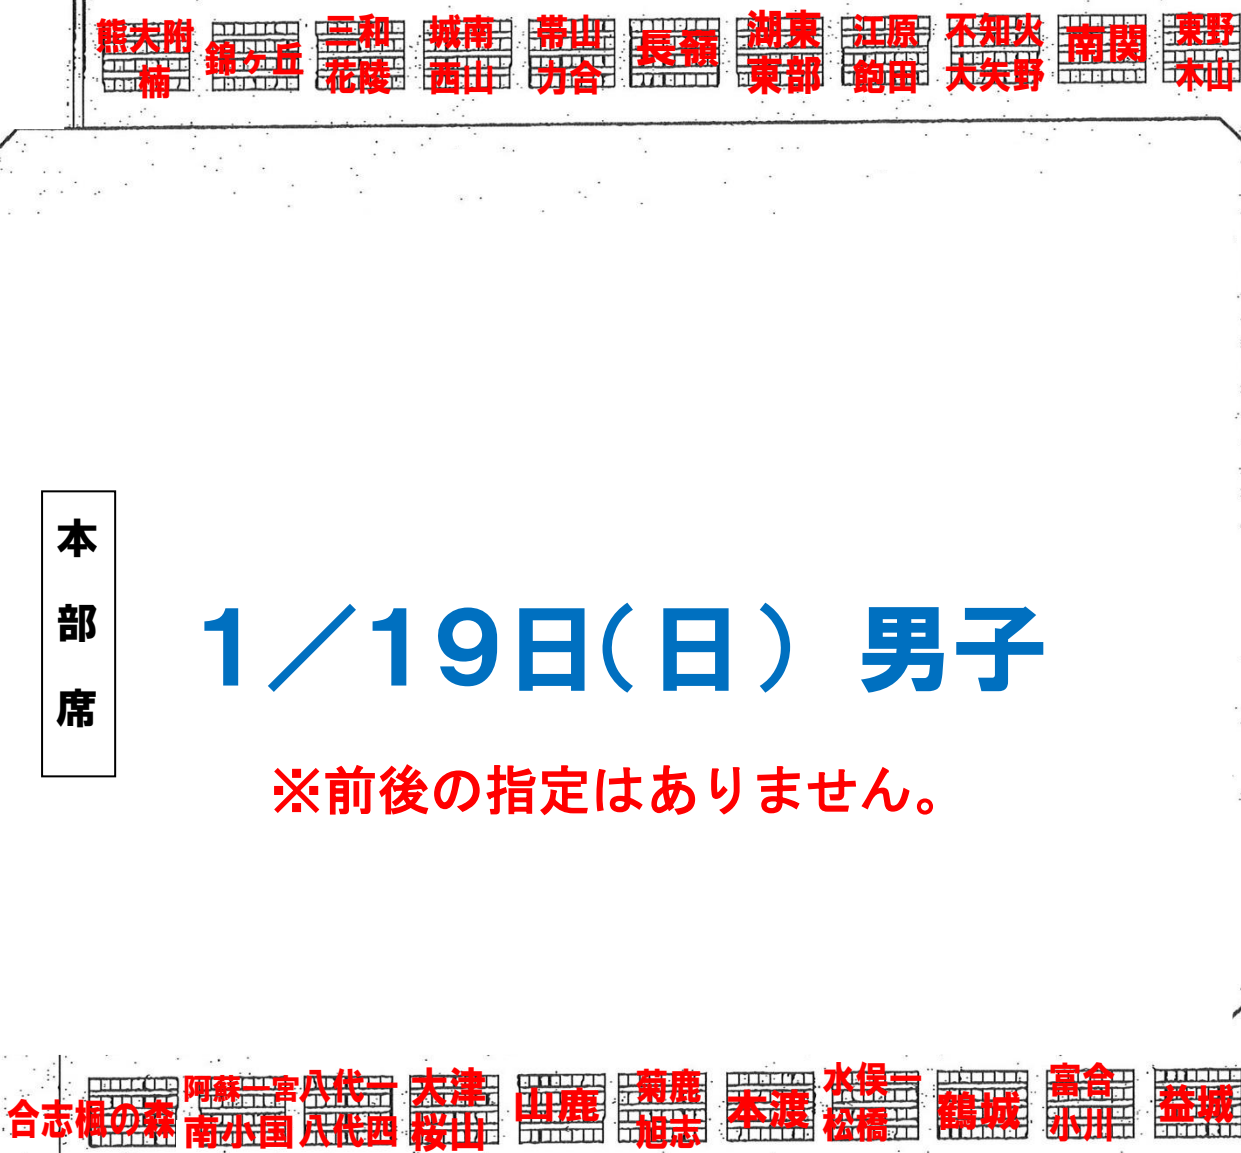 熊大附
楠
錦ヶ丘
三和
花陵
城南
西山
帯山
力合
長嶺
湖東
東部
江原
飽田
不知火
大矢野
南関
東野
木山
本部席
1／19日(日) 男子
※前後の指定はありません。
合志楓の森
阿蘇一宮
南小国
八代一
八代四
大津
桜山
山鹿
菊鹿
旭志
本渡
水俣一
松橋
鶴城
富合
小川
益城